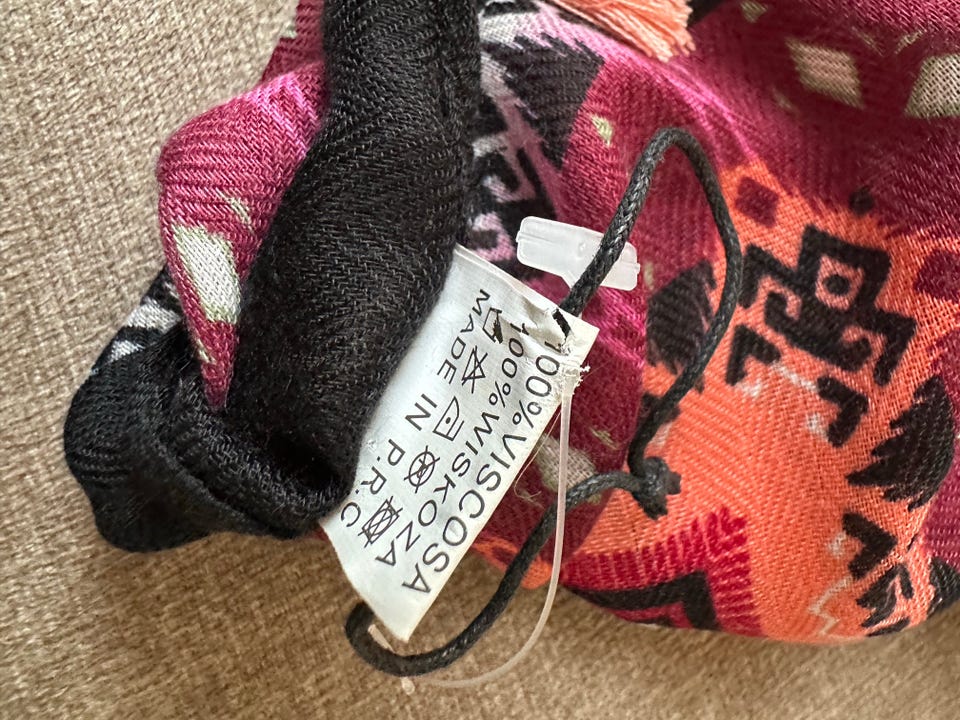 100% VISCOSA
100% WISKOZA
MADE IN P.R.C